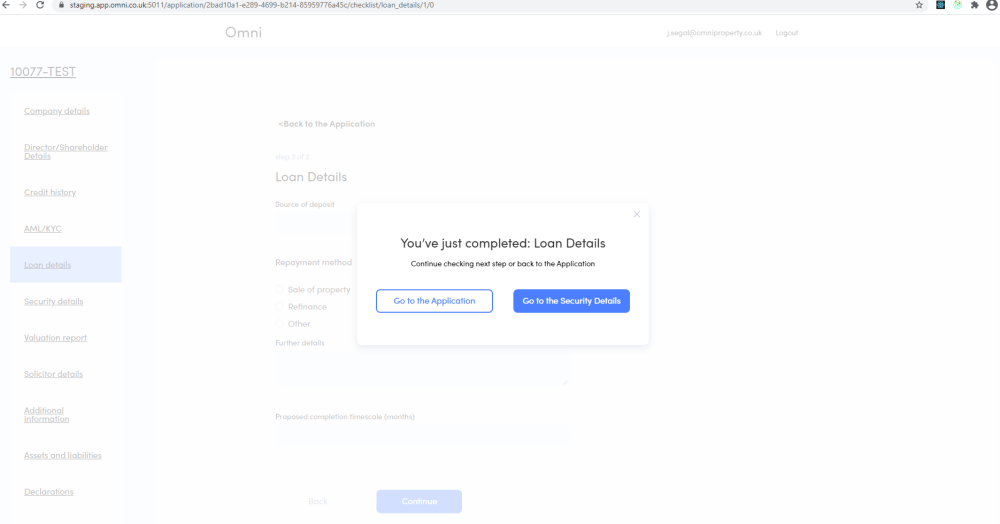 staging.app.omni.co.uk:5011/application/2bad10a1-e289-4699-b214-85959776a45c/checklist/loan_details/1/0
Omni
j.segal@omniproperty.co.uk Logout
10077-TEST
Company details
Director/Shareholder
Details
Credit history
AML/KYC
Loan details
Security details
Valuation report
Solicitor details
Additional
information
Assets and liabilities
Declarations
<Back to the Application
step 2 of 3
Loan Details
Source of deposit
Repayment method
Sale of property
Refinance
Other
Further details
Proposed completion timescale (months)
Back Continue
You've just completed: Loan Details
Continue checking next step or back to the Application
Go to the Application Go to the Security Details